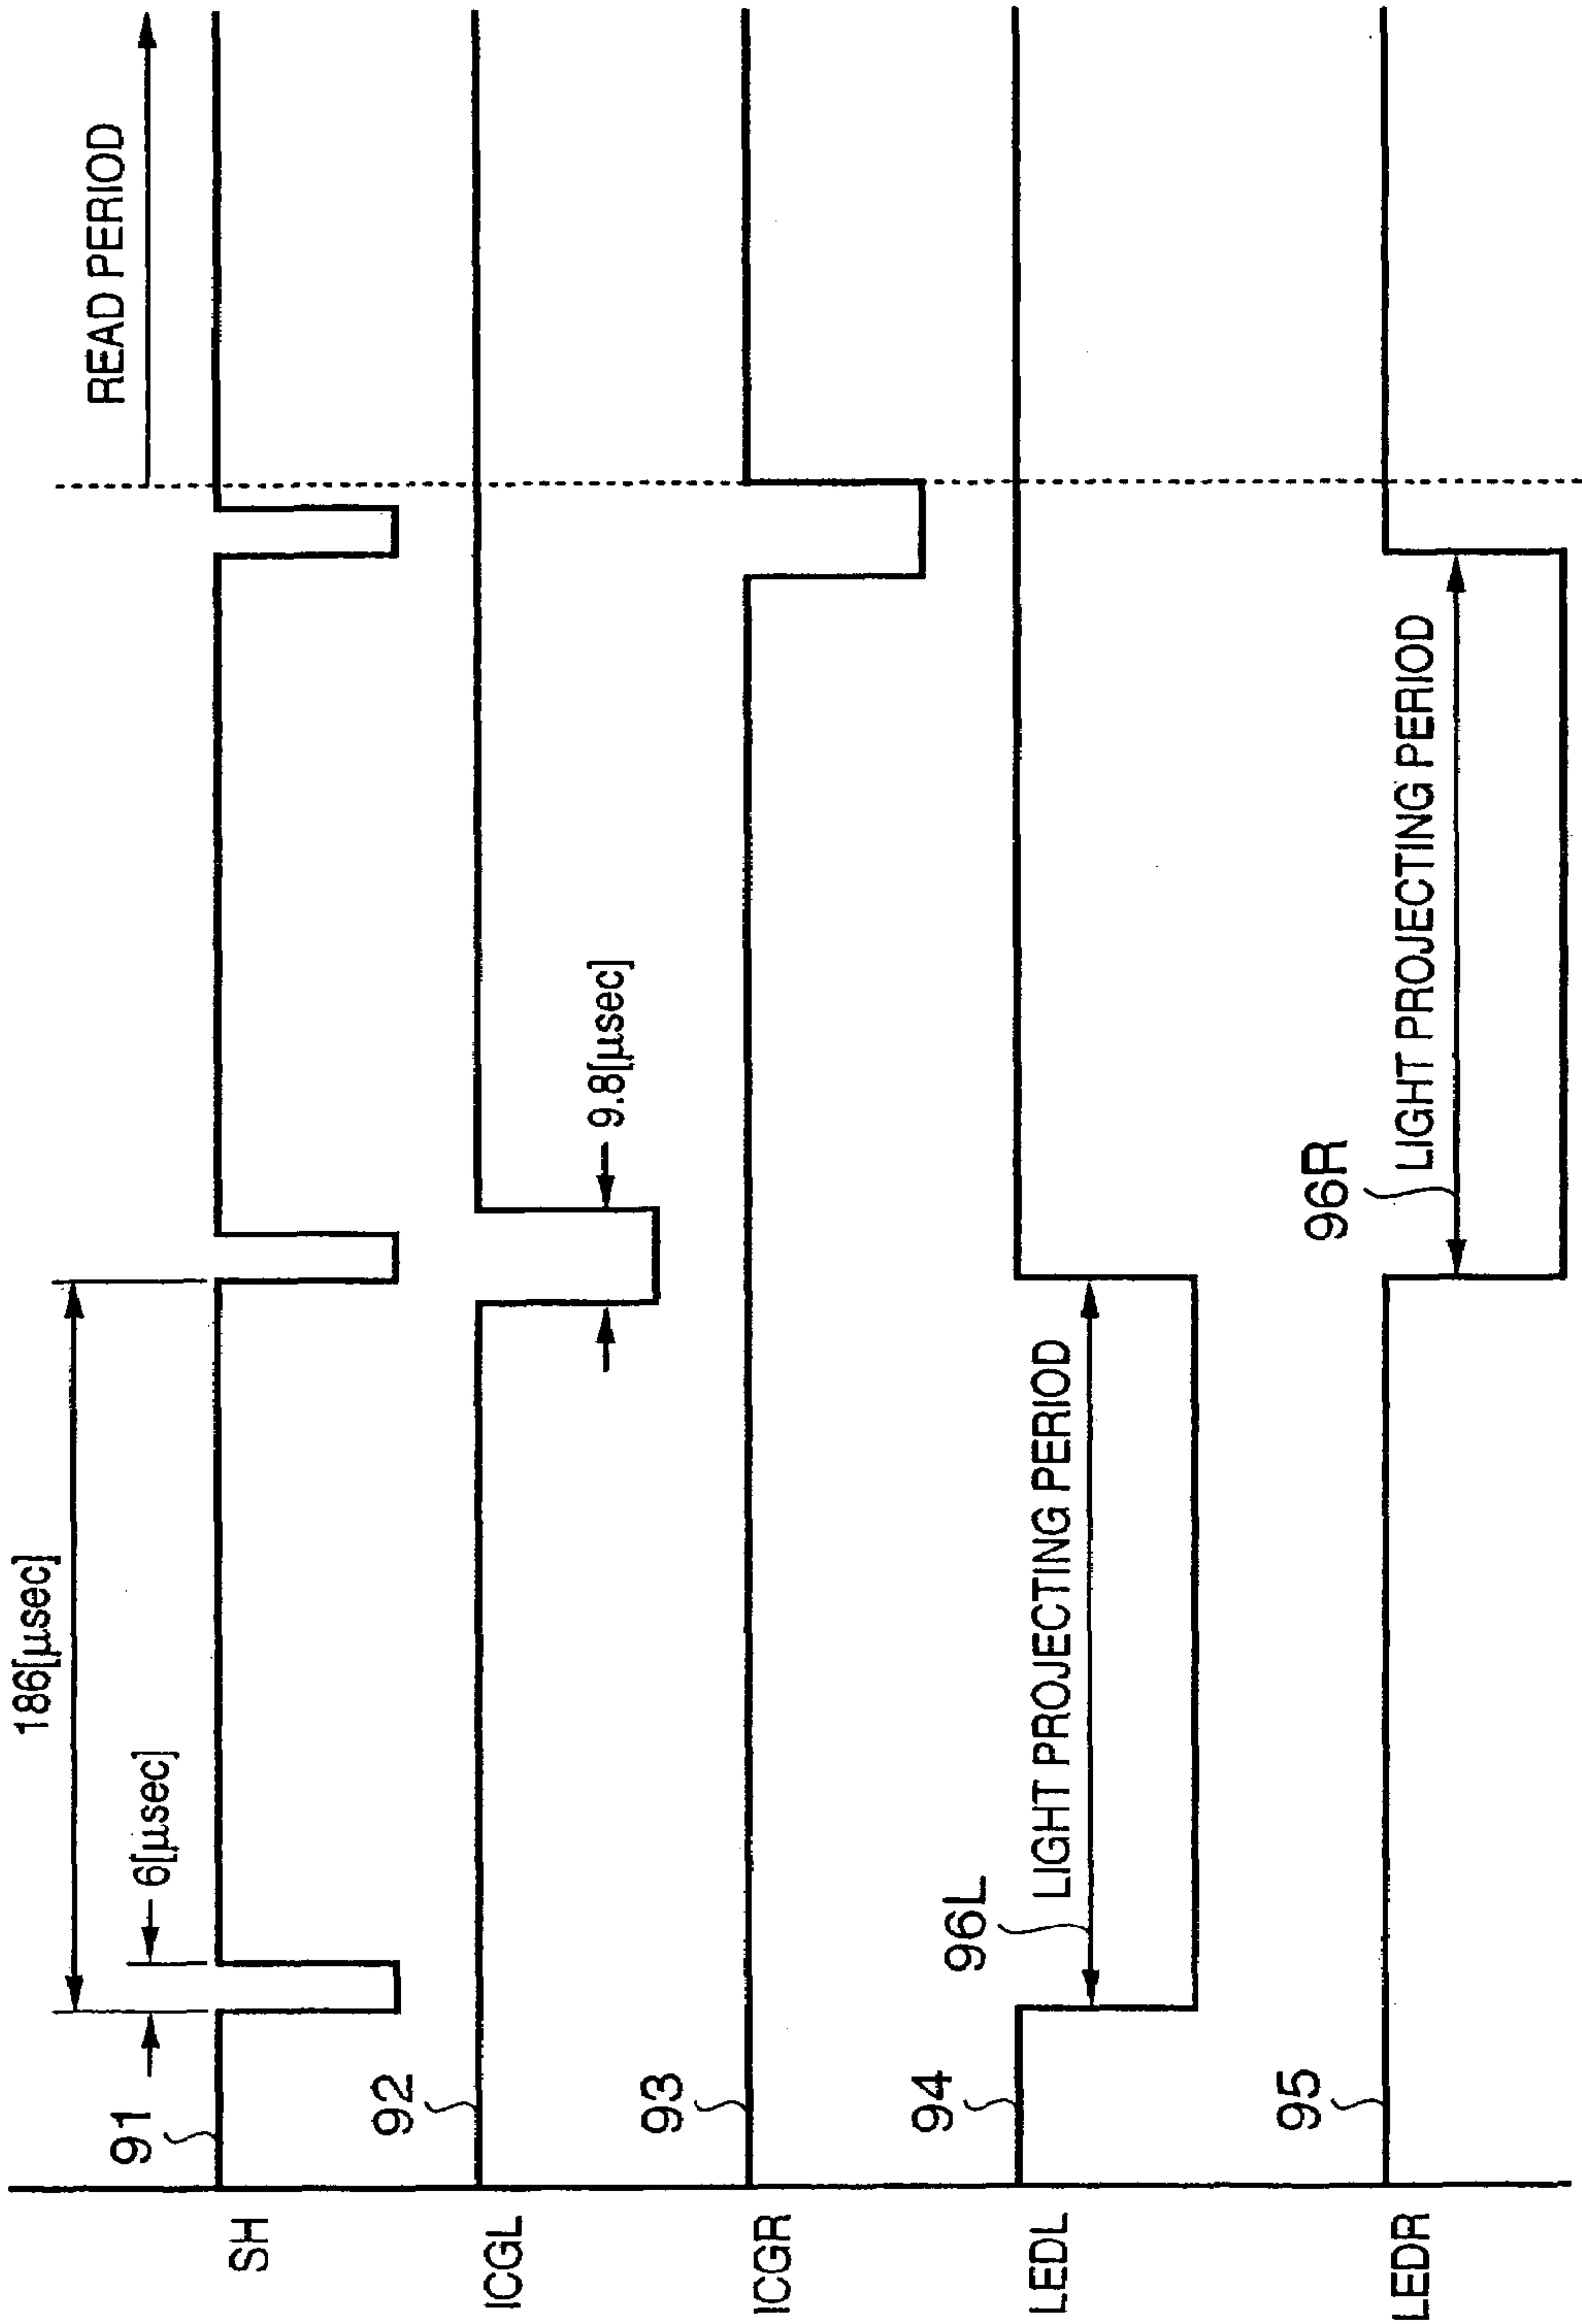 READ PERIOD
186[μsec]
6[μsec]
91
SH
92
9.8[μsec]
ICGL
93
ICGR
94
96L
LIGHT PROJECTING PERIOD
LEDL
95
96R
LIGHT PROJECTING PERIOD
LEDR